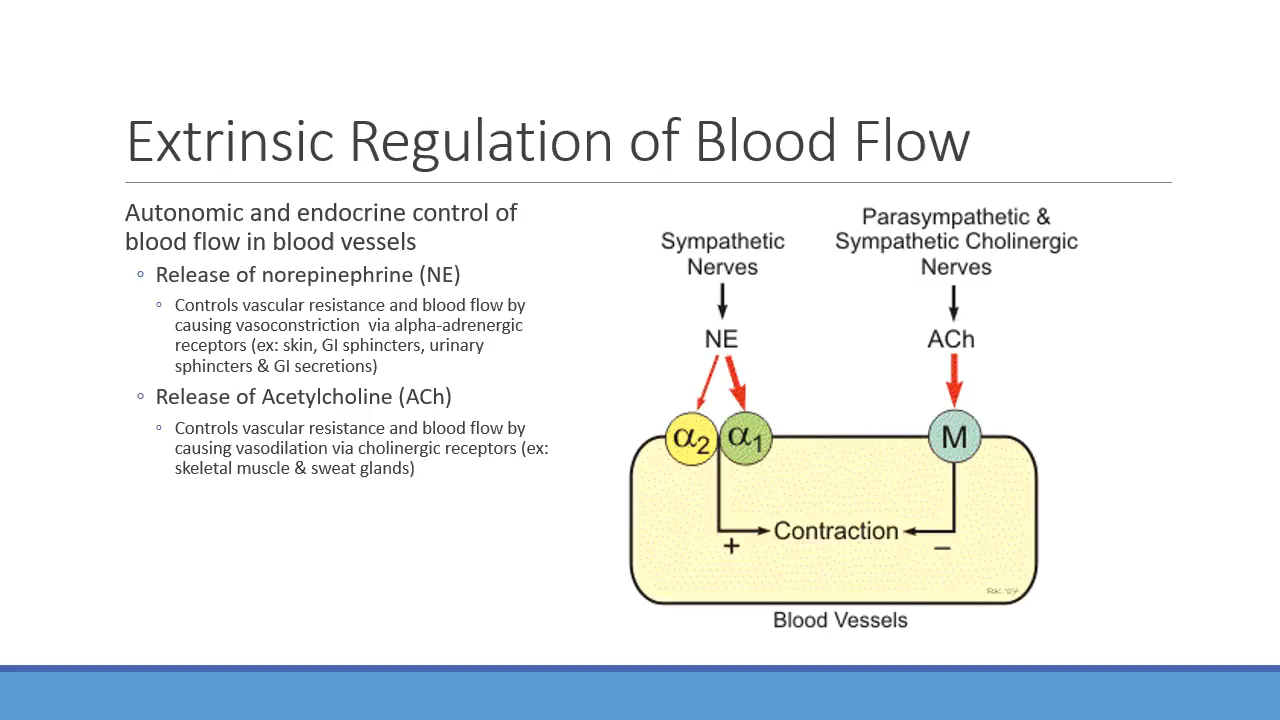 Extrinsic Regulation of Blood Flow
Autonomic and endocrine control of
blood flow in blood vessels
Release of norepinephrine (NE)
Controls vascular resistance and blood flow by
causing vasoconstriction via alpha-adrenergic
receptors (ex: skin, GI sphincters, urinary
sphincters & GI secretions)
Release of Acetylcholine (ACh)
Controls vascular resistance and blood flow by
causing vasodilation via cholinergic receptors (ex:
skeletal muscle & sweat glands)
Sympathetic
Nerves
NE
Parasympathetic &
Sympathetic Cholinergic
Nerves
ACh
α2
α1
M
Contraction
+
–
Blood Vessels